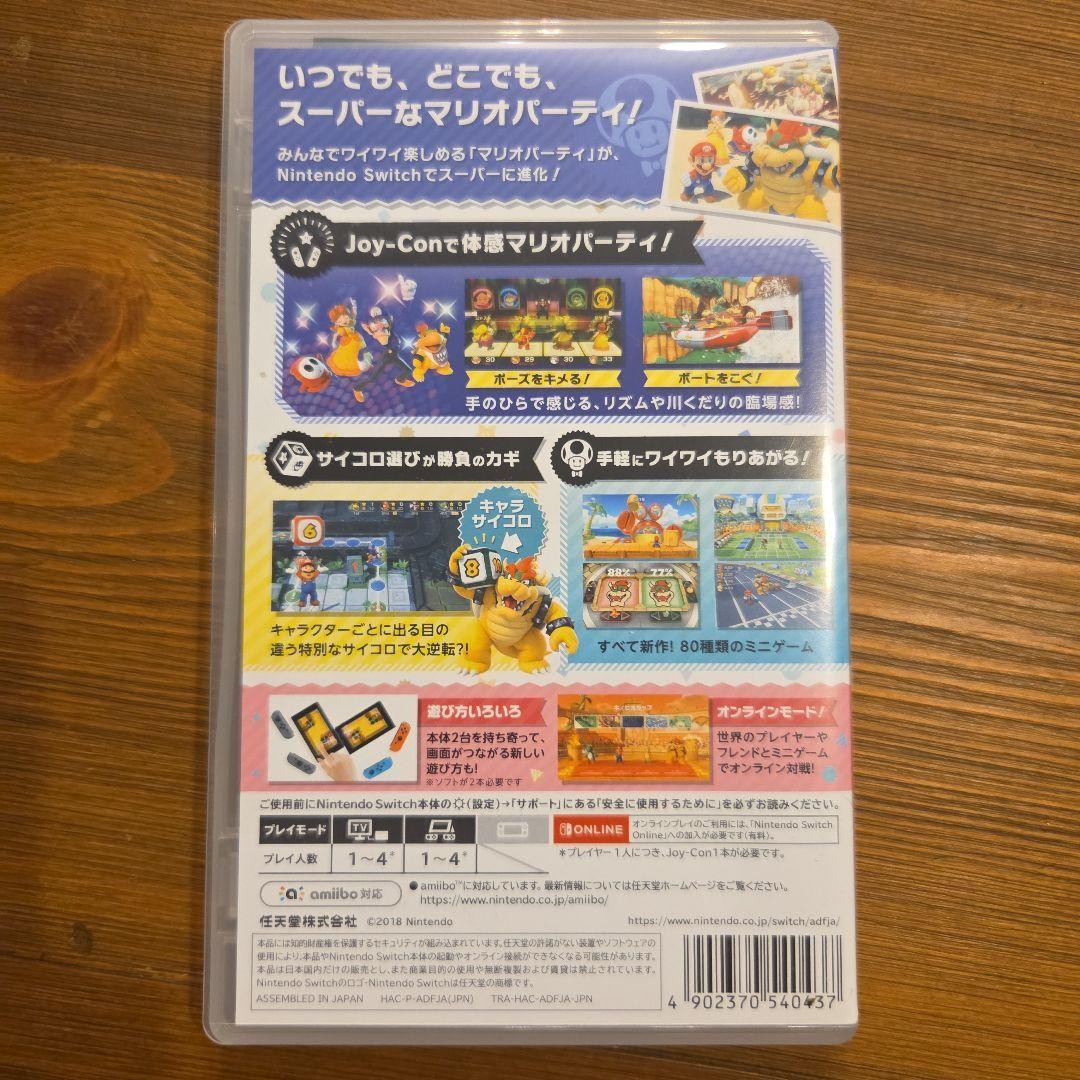 いつでも、どこでも、
スーパーなマリオパーティ!
みんなでワイワイ楽しめる「マリオパーティ」が、
Nintendo Switchでスーパーに進化!
Joy-Conで体感マリオパーティ!
30 29 30 33
ポーズをキメる!
ボートをこぐ!
手のひらで感じる、リズムや川くだりの臨場感!
サイコロ選びが勝負のカギ
6
キャラ
サイコロ
8
キャラクターごとに出る目の
違う特別なサイコロで大逆転?!
手軽にワイワイもりあがる!
88% 77%
すべて新作! 80種類のミニゲーム
遊び方いろいろ
本体2台を持ち寄って、
画面がつながる新しい
遊び方も!
※ソフトが2本必要です
オンラインモード!
世界のプレイヤーや
フレンドとミニゲーム
でオンライン対戦!
ご使用前にNintendo Switch本体の(設定)→「サポート」にある「安全に使用するために」を必ずお読みください。
プレイモード TV
プレイ人数 1~4* 1~4*
ONLINE
オンラインプレイのご利用には、「Nintendo Switch
Online」への加入が必要です(有料)。
*プレイヤー1人につき、Joy-Con1本が必要です。
amiibo対応
●amiibo™に対応しています。最新情報については任天堂ホームページをご覧ください。
https://www.nintendo.co.jp/amiibo/
任天堂株式会社 ©2018 Nintendo
https://www.nintendo.co.jp/switch/adfja/
本品には知的財産権を保護するセキュリティが組み込まれています。任天堂の許諾がない装置やソフトウェアの
使用により、本品やNintendo Switch本体の起動やオンライン接続ができなくなる可能性があります。
本品は日本国内だけの販売とし、また商業目的の使用や無断複製および賃貸は禁止されています。
Nintendo Switchのロゴ・Nintendo Switchは任天堂の商標です。
ASSEMBLED IN JAPAN HAC-P-ADFJA(JPN) TRA-HAC-ADFJA-JPN
4 902370 540437